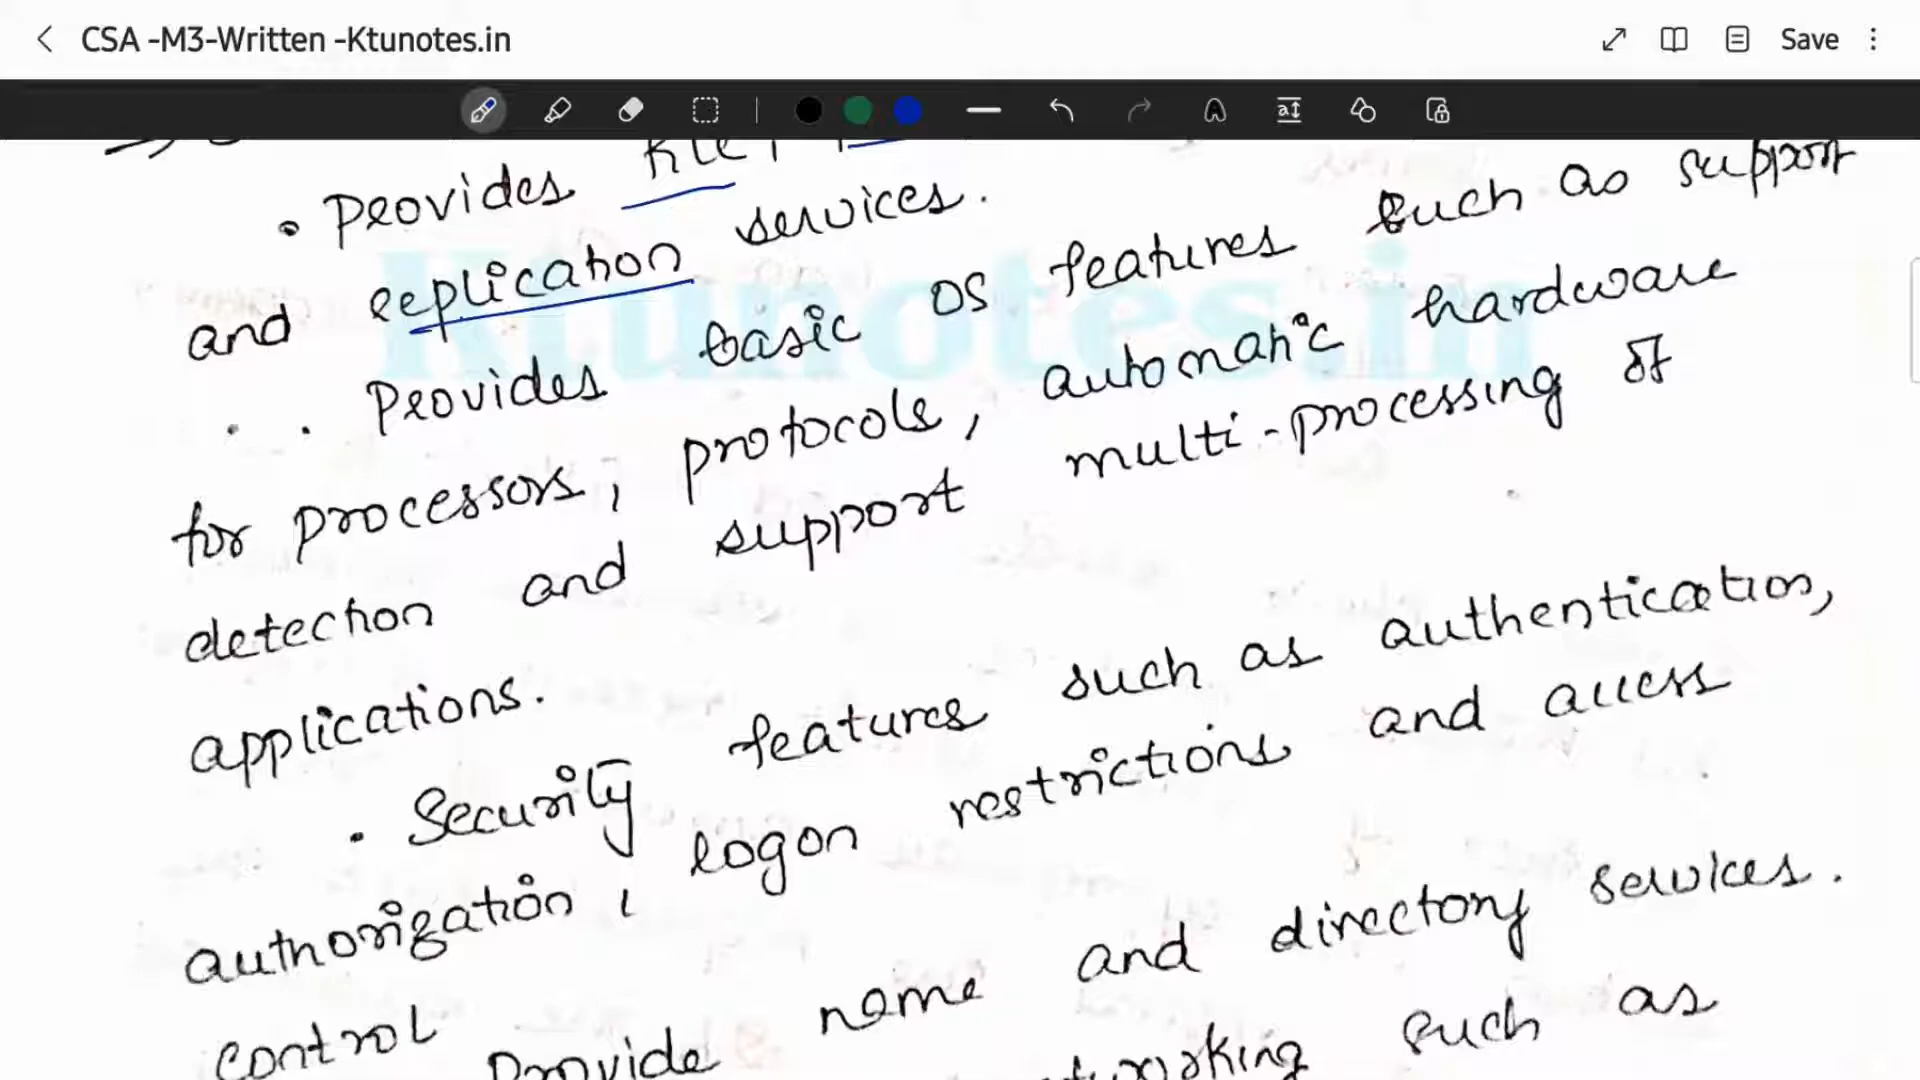 CSA -M3-Written -Ktunotes.in
Save
• Provides
and replication services.
. . Provides basic OS features such as support
for processors, protocols, automatic hardware
detection and support multi-processing of
applications.
• Security features such as authentication,
authorization, logon restrictions and access
control
Provide name and directory services.
such as
Ktunotes.in